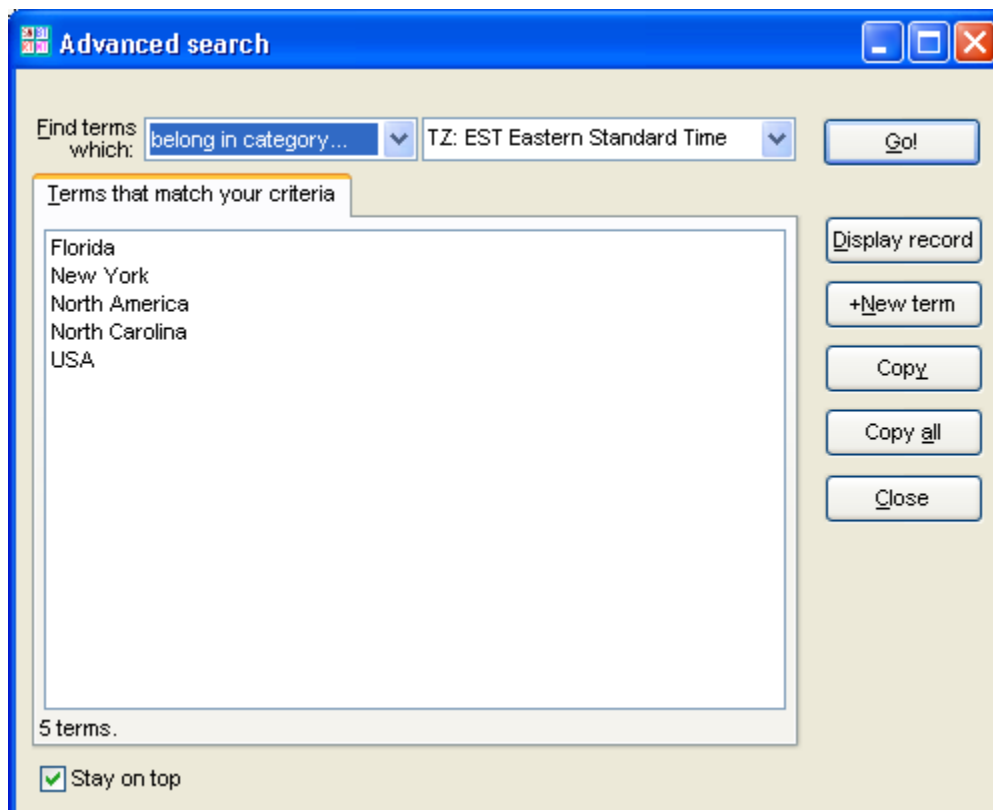 Advanced search
Find terms which: belong in category... TZ: EST Eastern Standard Time Go!
Terms that match your criteria
Florida
New York
North America
North Carolina
USA
Display record
+New term
Copy
Copy all
Close
5 terms.
Stay on top